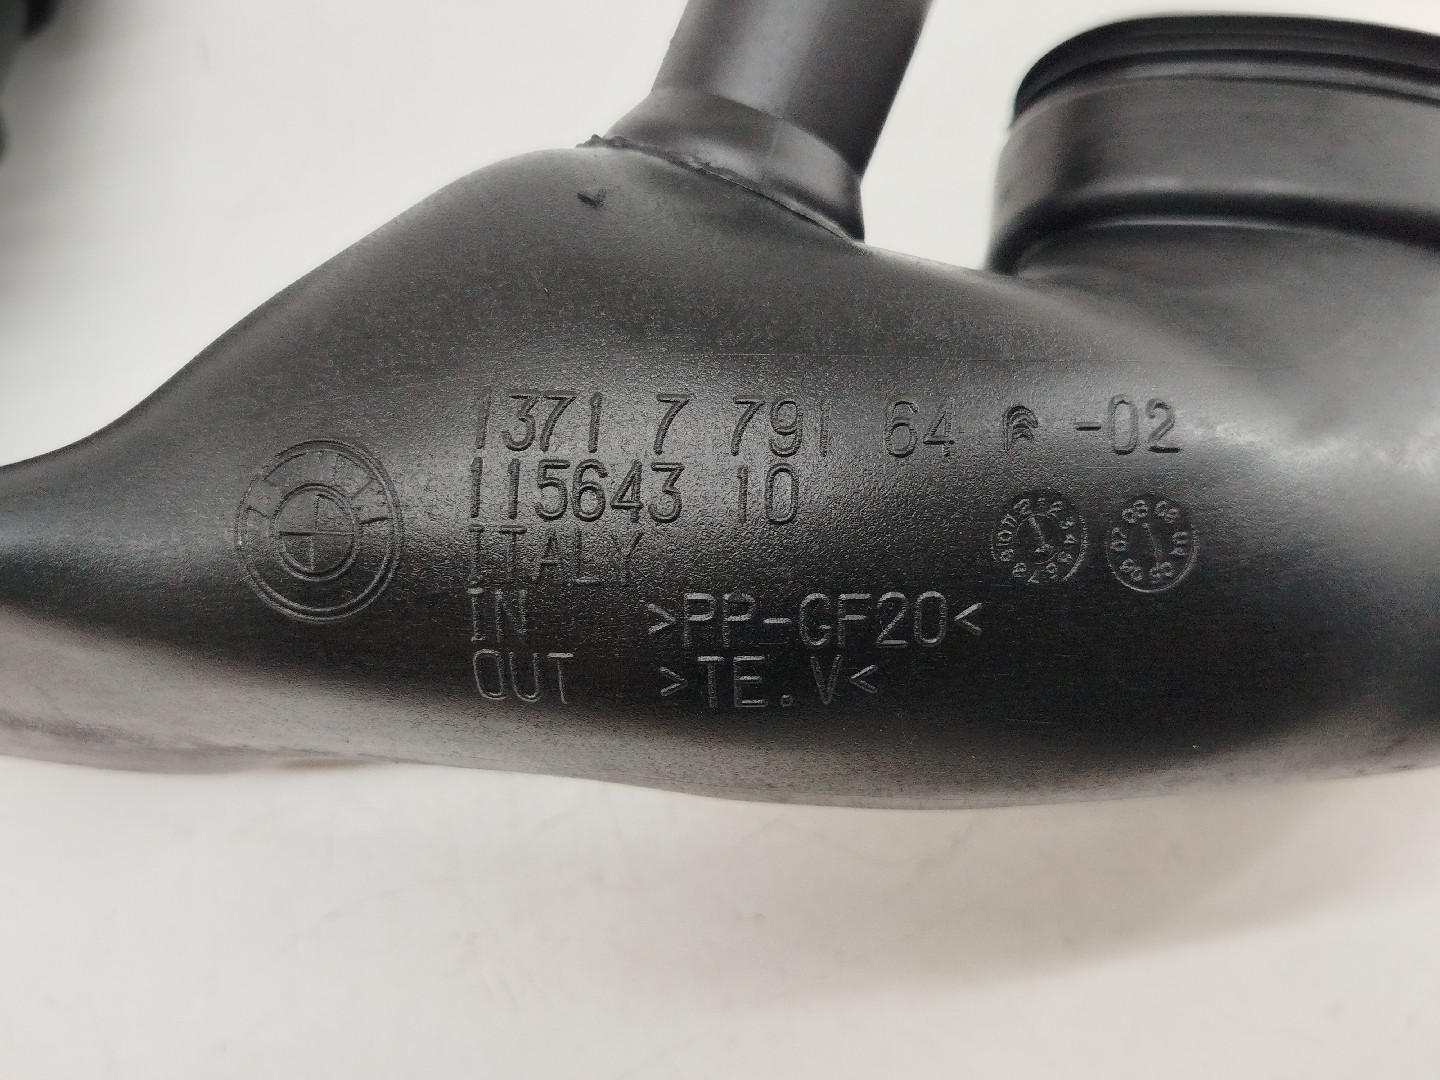 1371 7 791 64 -02
115643 10
ITALY
IN >PP-GF20<
OUT >TE.V<